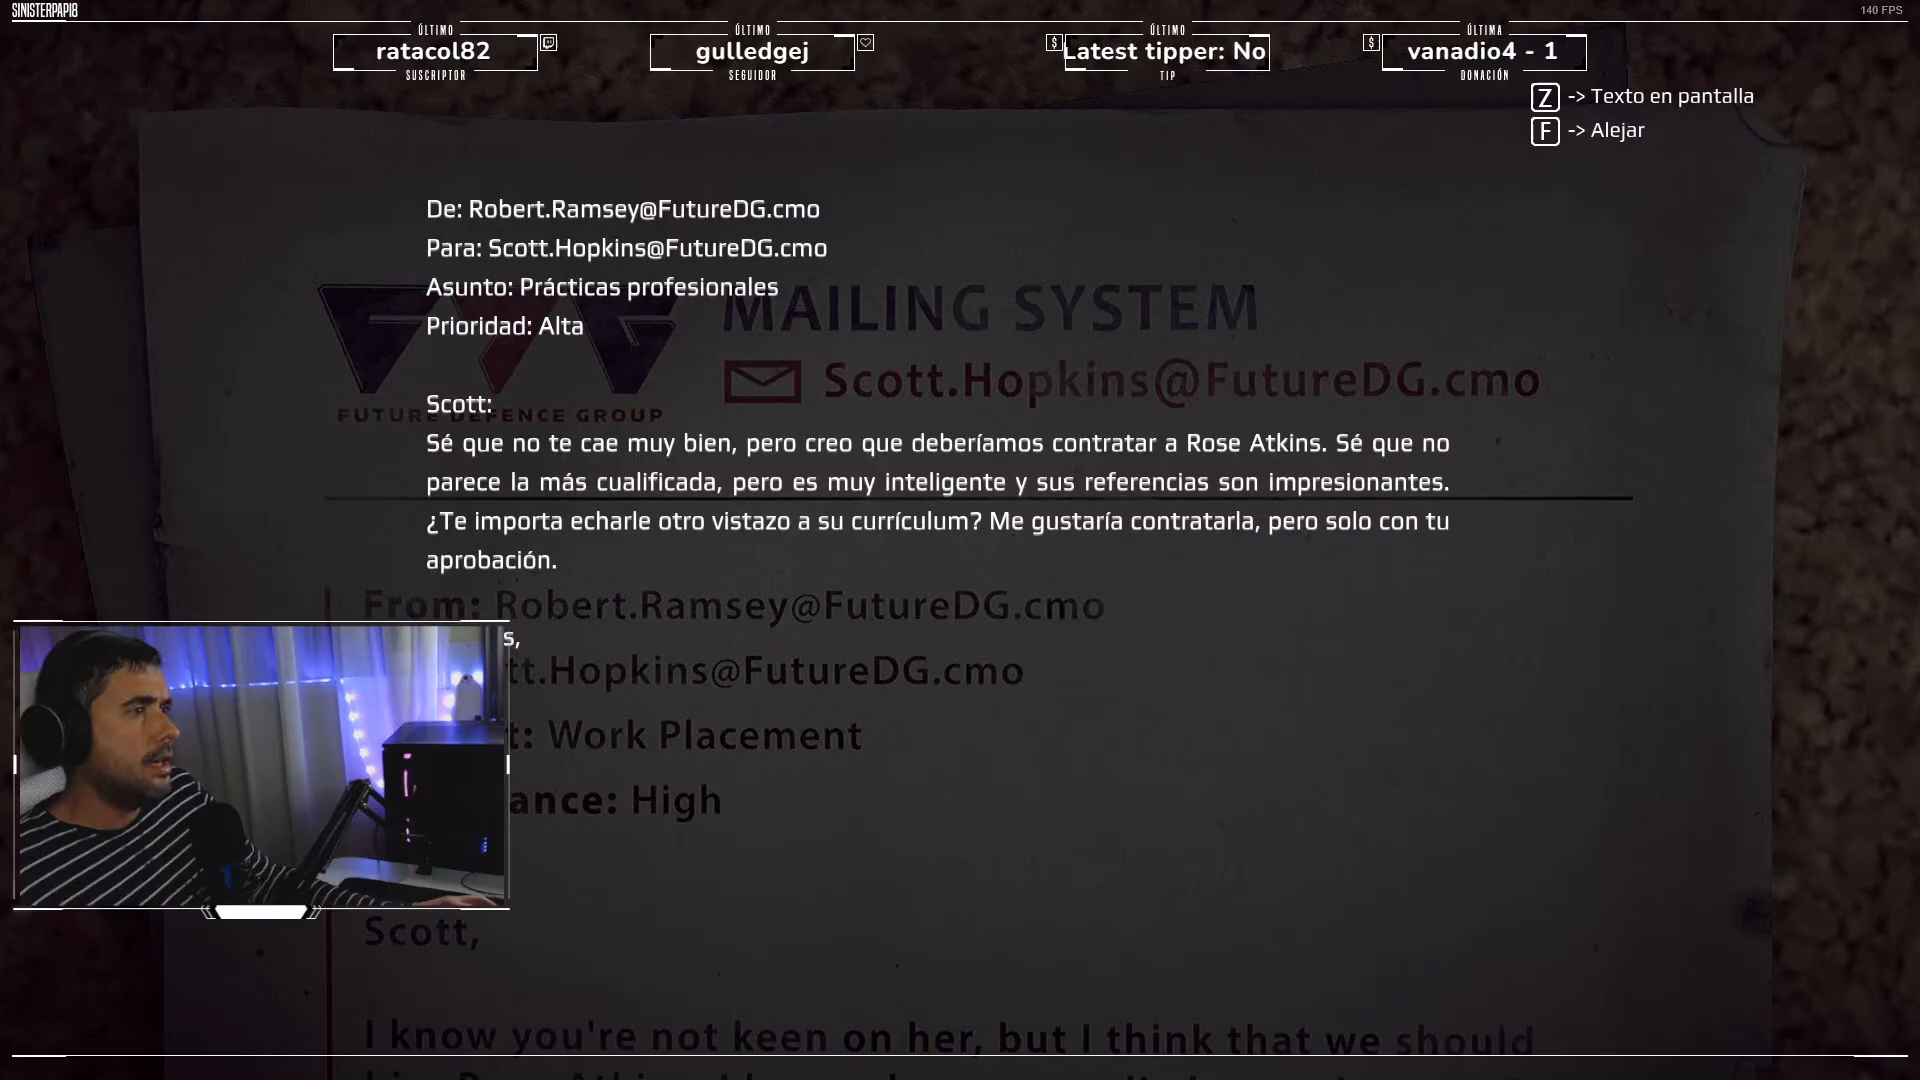 SINISTERPAPI8
140 FPS
ÚLTIMO
ratacol82
SUSCRIPTOR
ÚLTIMO
gulledgej
SEGUIDOR
ÚLTIMO
$
Latest tipper: No
TIP
ÚLTIMA
$
vanadio4 - 1
DONACIÓN
Z -> Texto en pantalla
F -> Alejar
De: Robert.Ramsey@FutureDG.cmo
Para: Scott.Hopkins@FutureDG.cmo
Asunto: Prácticas profesionales
Prioridad: Alta
MAILING SYSTEM
Scott.Hopkins@FutureDG.cmo
FUTURE DEFENCE GROUP
Scott:
Sé que no te cae muy bien, pero creo que deberíamos contratar a Rose Atkins. Sé que no
parece la más cualificada, pero es muy inteligente y sus referencias son impresionantes.
¿Te importa echarle otro vistazo a su currículum? Me gustaría contratarla, pero solo con tu
aprobación.
From: Robert.Ramsey@FutureDG.cmo
s,
tt.Hopkins@FutureDG.cmo
t: Work Placement
ance: High
Scott,
I know you're not keen on her, but I think that we should